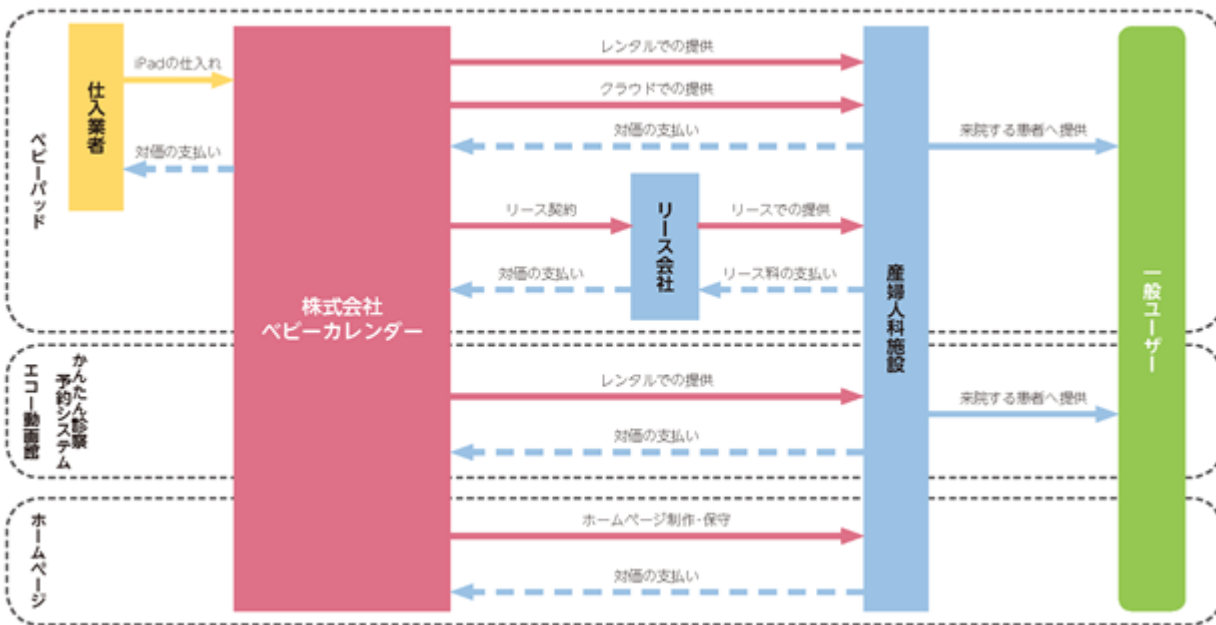 ベビーパッド
仕入業者
iPadの仕入れ
対価の支払い
株式会社
ベビーカレンダー
レンタルでの提供
クラウドでの提供
対価の支払い
リース契約
対価の支払い
リース会社
リースでの提供
リース料の支払い
産婦人科施設
来院する患者へ提供
一般ユーザー
かんたん診察
予約システム
エコー動画館
レンタルでの提供
対価の支払い
来院する患者へ提供
ホームページ
ホームページ制作・保守
対価の支払い